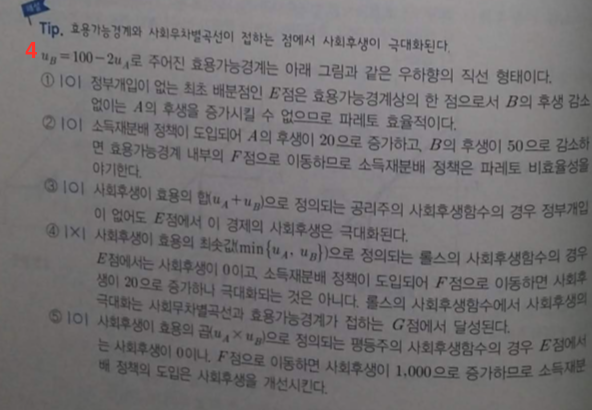 해설
Tip. 효용가능경계와 사회무차별곡선이 접하는 점에서 사회후생이 극대화된다.
4
u_B=100-2u_A로 주어진 효용가능경계는 아래 그림과 같은 우하향의 직선 형태이다.
① |O| 정부개입이 없는 최초 배분점인 E점은 효용가능경계상의 한 점으로서 B의 후생 감소
없이는 A의 후생을 증가시킬 수 없으므로 파레토 효율적이다.
② |O| 소득재분배 정책이 도입되어 A의 후생이 20으로 증가하고, B의 후생이 50으로 감소하
면 효용가능경계 내부의 F점으로 이동하므로 소득재분배 정책은 파레토 비효율성을
야기한다.
③ |O| 사회후생이 효용의 합(u_A+u_B)으로 정의되는 공리주의 사회후생함수의 경우 정부개입
이 없어도 E점에서 이 경제의 사회후생은 극대화된다.
④ |×| 사회후생이 효용의 최솟값(min{u_A, u_B})으로 정의되는 롤스의 사회후생함수의 경우
E점에서는 사회후생이 0이고, 소득재분배 정책이 도입되어 F점으로 이동하면 사회후
생이 20으로 증가하나 극대화되는 것은 아니다. 롤스의 사회후생함수에서 사회후생의
극대화는 사회무차별곡선과 효용가능경계가 접하는 G점에서 달성된다.
⑤ |O| 사회후생이 효용의 곱(u_A×u_B)으로 정의되는 평등주의 사회후생함수의 경우 E점에서
는 사회후생이 0이나, F점으로 이동하면 사회후생이 1,000으로 증가하므로 소득재분
배 정책의 도입은 사회후생을 개선시킨다.